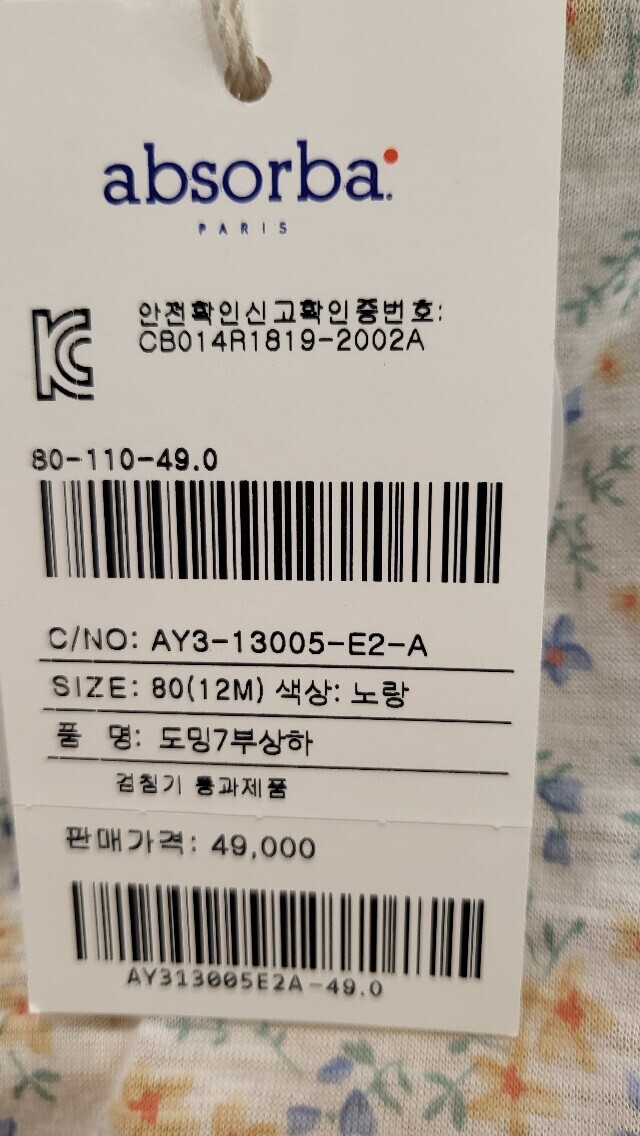 absorba.
PARIS
안전확인신고확인증번호:
CB014R1819-2002A
80-110-49.0
C/NO: AY3-13005-E2-A
SIZE: 80(12M) 색상: 노랑
품 명: 도밍7부상하
검침기 통과제품
판매가격: 49,000
AY313005E2A-49.0